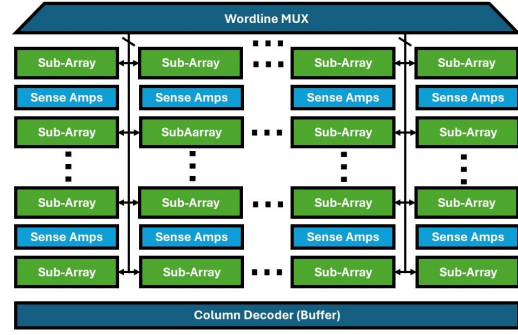 Wordline MUX
Sub-Array Sub-Array Sub-Array Sub-Array
Sense Amps Sense Amps Sense Amps Sense Amps
Sub-Array SubAarray Sub-Array Sub-Array
Sub-Array Sub-Array Sub-Array Sub-Array
Sense Amps Sense Amps Sense Amps Sense Amps
Sub-Array Sub-Array Sub-Array Sub-Array
Column Decoder (Buffer)